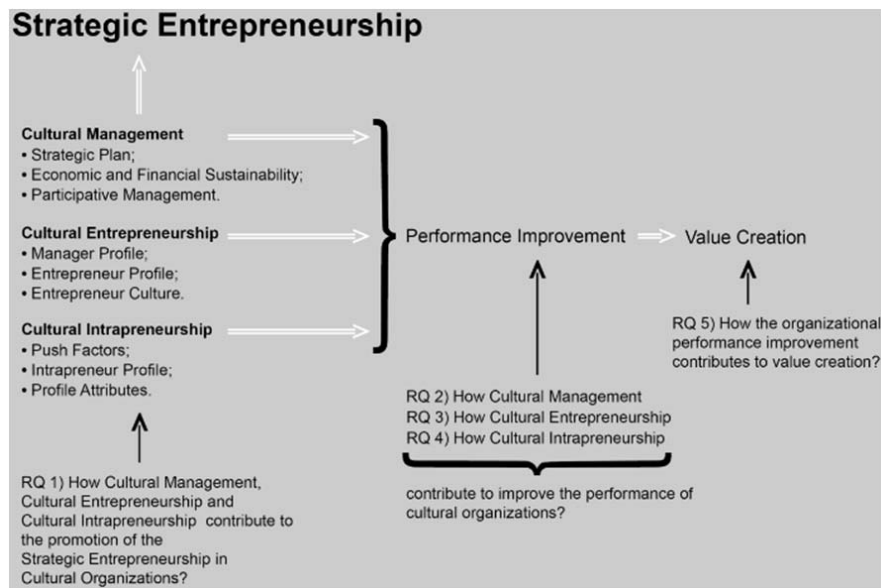 Strategic Entrepreneurship
Cultural Management
• Strategic Plan;
• Economic and Financial Sustainability;
• Participative Management.
Cultural Entrepreneurship
• Manager Profile;
• Entrepreneur Profile;
• Entrepreneur Culture.
Cultural Intrapreneurship
• Push Factors;
• Intrapreneur Profile;
• Profile Attributes.
RQ 1) How Cultural Management,
Cultural Entrepreneurship and
Cultural Intrapreneurship contribute to
the promotion of the
Strategic Entrepreneurship in
Cultural Organizations?
Performance Improvement
RQ 2) How Cultural Management
RQ 3) How Cultural Entrepreneurship
RQ 4) How Cultural Intrapreneurship
contribute to improve the performance of
cultural organizations?
Value Creation
RQ 5) How the organizational
performance improvement
contributes to value creation?